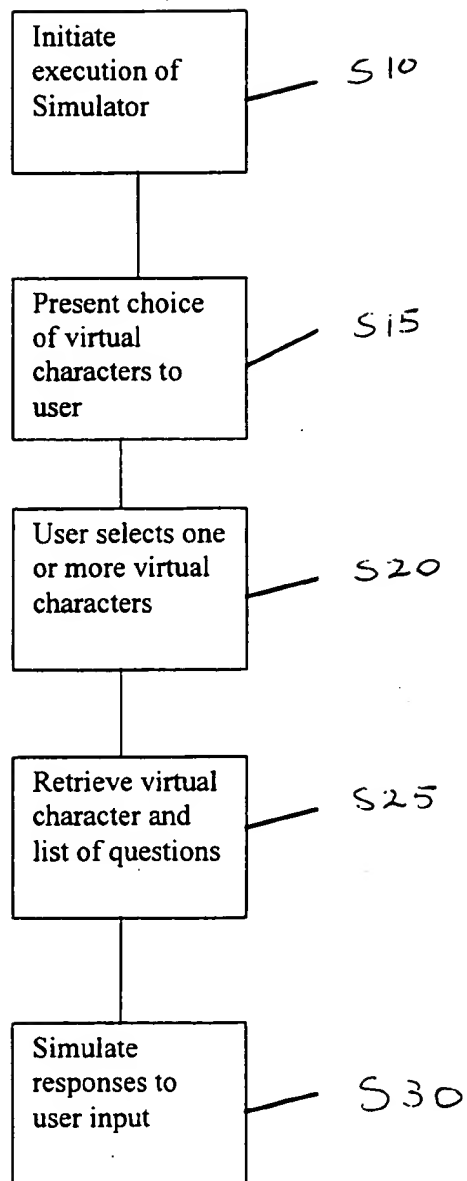 Initiate
execution of
Simulator
S10
Present choice
of virtual
characters to
user
S15
User selects one
or more virtual
characters
S20
Retrieve virtual
character and
list of questions
S25
Simulate
responses to
user input
S30